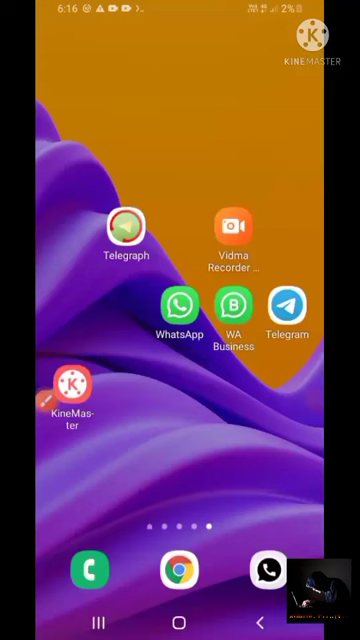 6:16
2%
KINEMASTER
Telegraph
Vidma
Recorder ...
WhatsApp
WA
Business
Telegram
KineMas-
ter